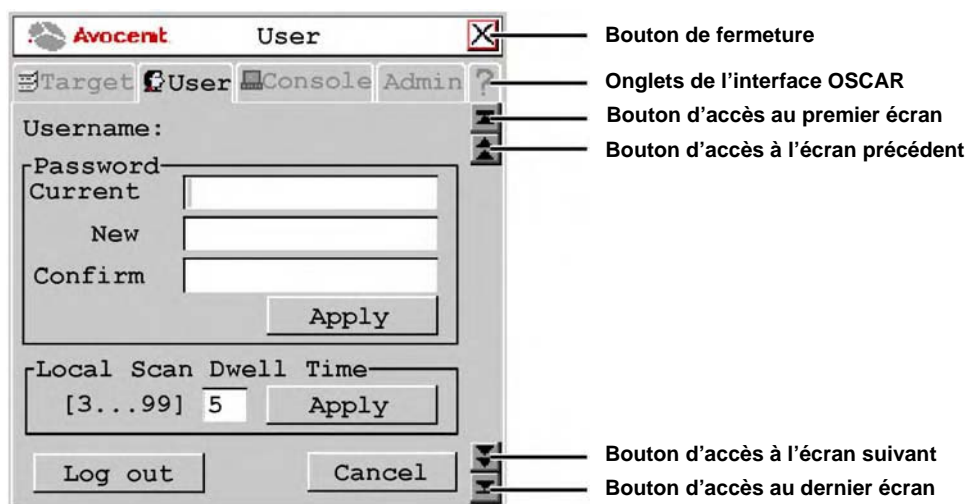 Avocent User X
Target User Console Admin ?
Username:
Password
Current
New
Confirm
Apply
Local Scan Dwell Time
[3...99] 5 Apply
Log out Cancel
Bouton de fermeture
Onglets de l’interface OSCAR
Bouton d’accès au premier écran
Bouton d’accès à l’écran précédent
Bouton d’accès à l’écran suivant
Bouton d’accès au dernier écran